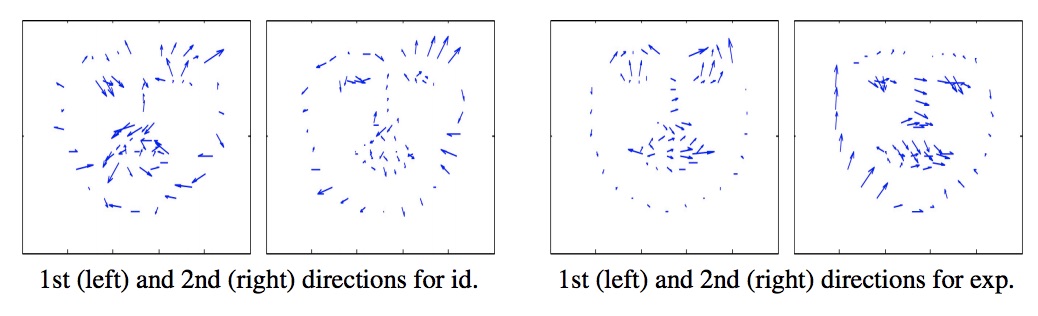 1st (left) and 2nd (right) directions for id.
1st (left) and 2nd (right) directions for exp.